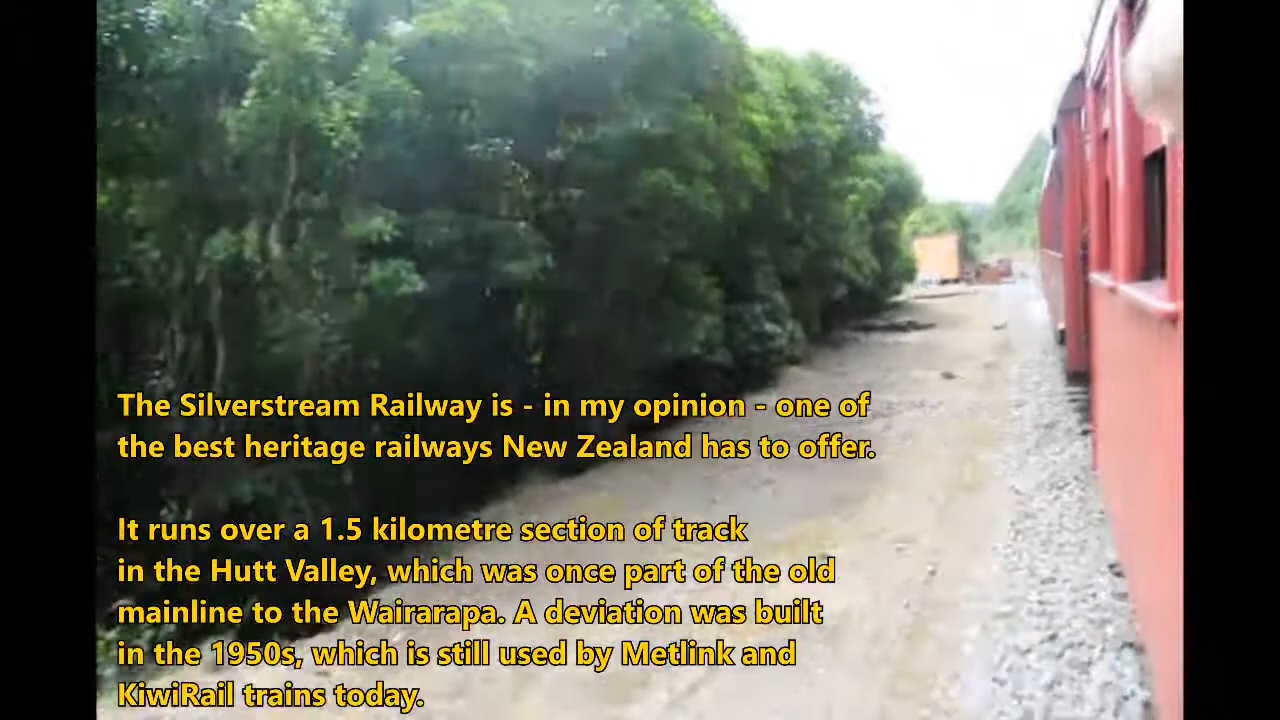 The Silverstream Railway is - in my opinion - one of
the best heritage railways New Zealand has to offer.
It runs over a 1.5 kilometre section of track
in the Hutt Valley, which was once part of the old
mainline to the Wairarapa. A deviation was built
in the 1950s, which is still used by Metlink and
KiwiRail trains today.